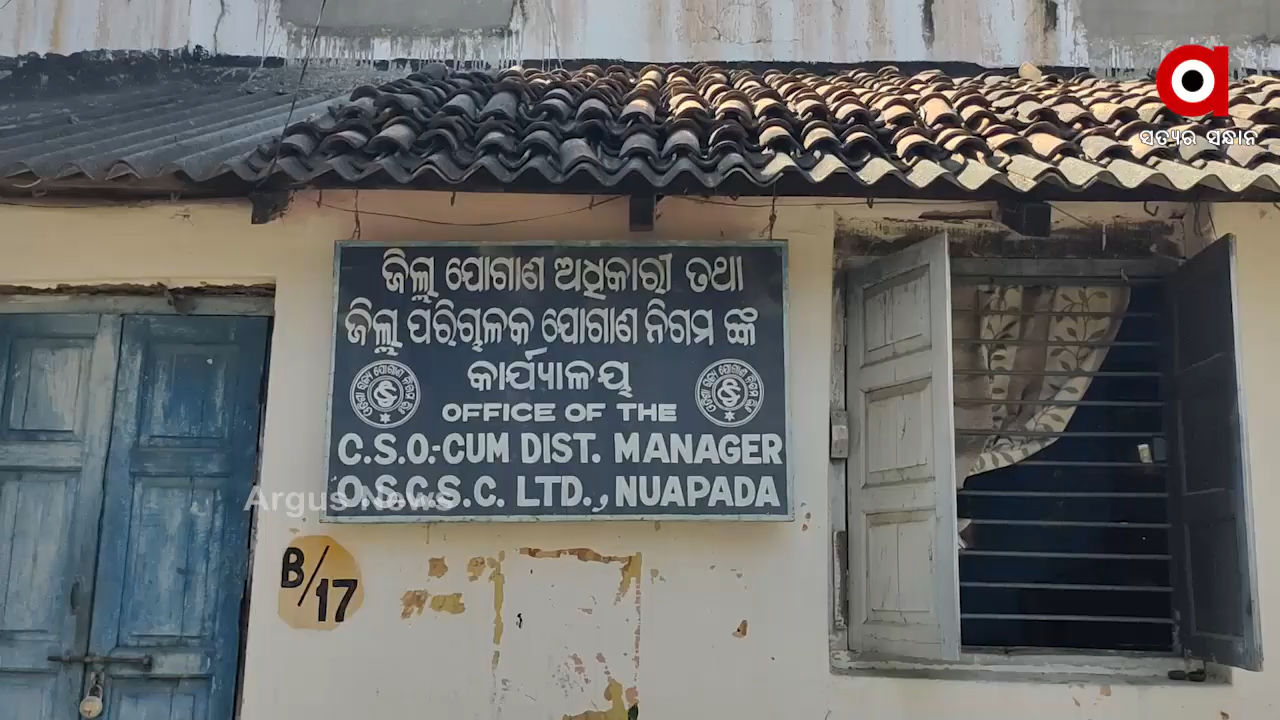 ସତ୍ୟର ସନ୍ଧାନ
ଜିଲ୍ଲା ଯୋଗାଣ ଅଧିକାରୀ ତଥା
ଜିଲ୍ଲା ପରିଚାଳକ ଯୋଗାଣ ନିଗମ ଙ୍କ
କାର୍ଯ୍ୟାଳୟ
OFFICE OF THE
C.S.O.-CUM DIST. MANAGER
O.S.C.S.C. LTD., NUAPADA
Argus News
B/17